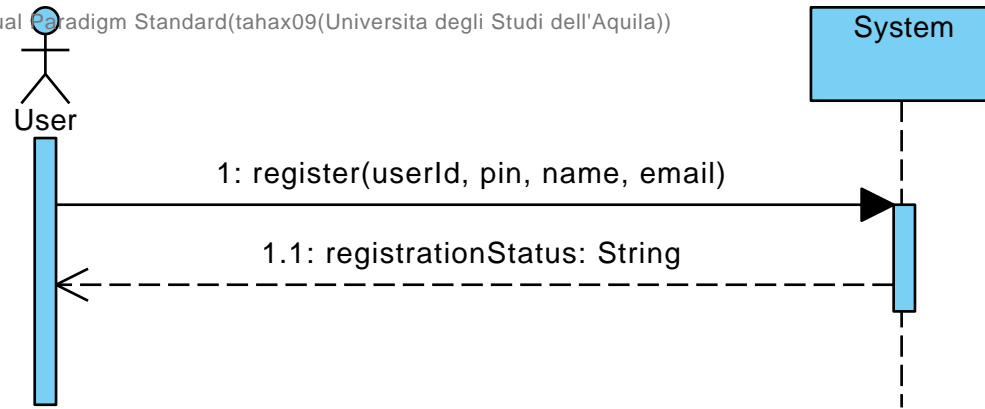 ual Paradigm Standard(tahax09(Universita degli Studi dell'Aquila))
System
User
1: register(userId, pin, name, email)
1.1: registrationStatus: String